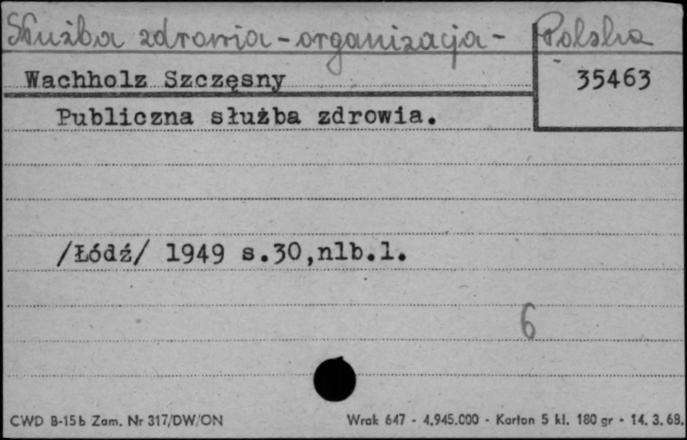 Służba zdrowia - organizacja - Polska
Wachholz Szczęsny
35463
Publiczna służba zdrowia.
/Łódź/ 1949 s.30,nlb.1.
6
CWD B-15b Zam. Nr 317/DW/ON
Wrak 647 - 4.945.000 - Karton 5 kl. 180 gr - 14. 3. 68.